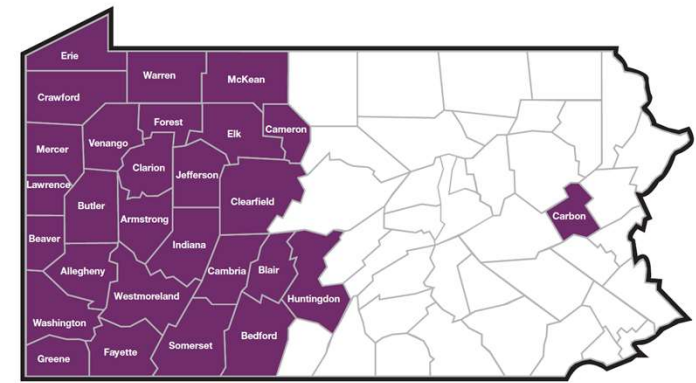 Erie
Warren
McKean
Crawford
Forest
Cameron
Elk
Venango
Mercer
Clarion
Jefferson
Lawrence
Clearfield
Butler
Armstrong
Carbon
Beaver
Indiana
Allegheny
Cambria
Blair
Westmoreland
Huntingdon
Washington
Bedford
Somerset
Fayette
Greene